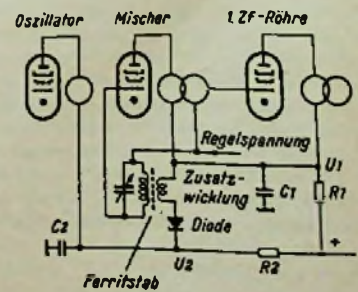 Oszillator Mischer 1. Zf-Röhre
Regelspannung
U1
Zusatz-
wicklung
C1
R1
Diode
C2
U2
R2
+
Ferritstab